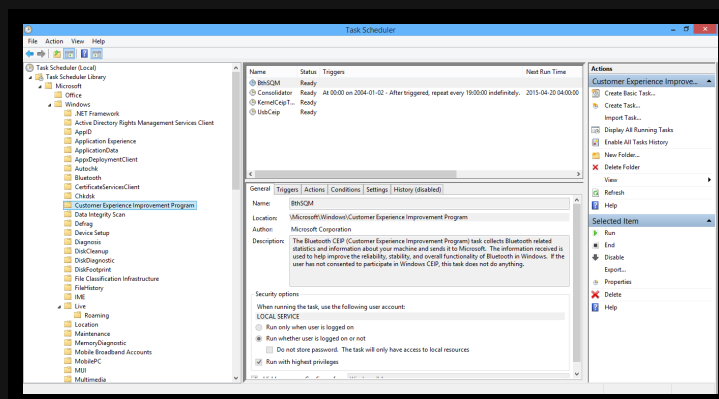 Task Scheduler
File Action View Help
Task Scheduler (Local)
Task Scheduler Library
Microsoft
Office
Windows
.NET Framework
Active Directory Rights Management Services Client
AppID
Application Experience
ApplicationData
AppxDeploymentClient
Autochk
Bluetooth
CertificateServicesClient
Chkdsk
Customer Experience Improvement Program
Data Integrity Scan
Defrag
Device Setup
Diagnosis
DiskCleanup
DiskDiagnostic
DiskFootprint
File Classification Infrastructure
FileHistory
IME
Live
Roaming
Location
Maintenance
MemoryDiagnostic
Mobile Broadband Accounts
MobilePC
MUI
Multimedia
Name Status Triggers Next Run Time
BthSQM Ready
Consolidator Ready At 00:00 on 2004-01-02 - After triggered, repeat every 19:00:00 indefinitely. 2015-04-20 04:00:00
KernelCeipT... Ready
UsbCeip Ready
General Triggers Actions Conditions Settings History (disabled)
Name: BthSQM
Location: \Microsoft\Windows\Customer Experience Improvement Program
Author: Microsoft Corporation
Description: The Bluetooth CEIP (Customer Experience Improvement Program) task collects Bluetooth related
statistics and information about your machine and sends it to Microsoft. The information received is
used to help improve the reliability, stability, and overall functionality of Bluetooth in Windows. If the
user has not consented to participate in Windows CEIP, this task does not do anything.
Security options
When running the task, use the following user account:
LOCAL SERVICE
Run only when user is logged on
Run whether user is logged on or not
Do not store password. The task will only have access to local resources
Run with highest privileges
Actions
Customer Experience Improve...
Create Basic Task...
Create Task...
Import Task...
Display All Running Tasks
Enable All Tasks History
New Folder...
Delete Folder
View
Refresh
Help
Selected Item
Run
End
Disable
Export...
Properties
Delete
Help